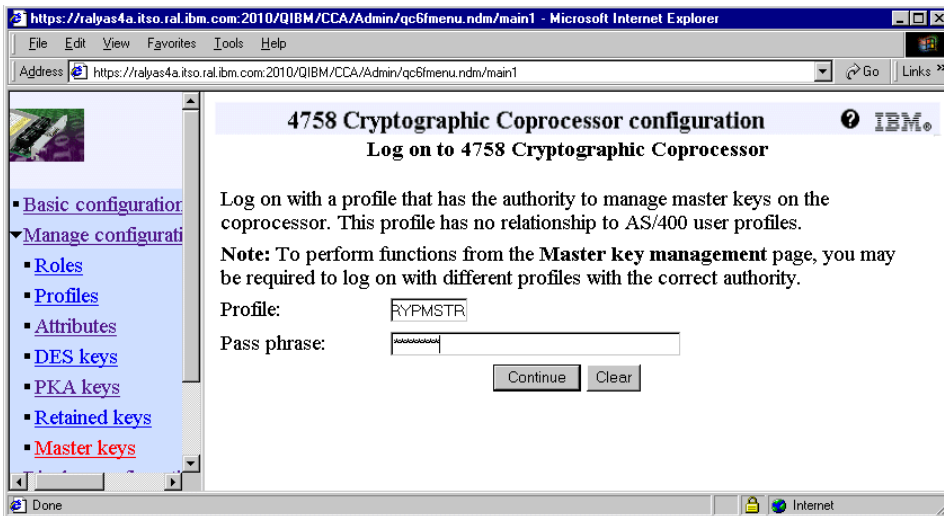 https://ralyas4a.itso.ral.ibm.com:2010/QIBM/CCA/Admin/qc6fmenu.ndm/main1 - Microsoft Internet Explorer
File Edit View Favorites Tools Help
Address https://ralyas4a.itso.ral.ibm.com:2010/QIBM/CCA/Admin/qc6fmenu.ndm/main1 Go Links »
4758 Cryptographic Coprocessor configuration ? IBM®
Log on to 4758 Cryptographic Coprocessor
Basic configuration
Manage configurati
Roles
Profiles
Attributes
DES keys
PKA keys
Retained keys
Master keys
Log on with a profile that has the authority to manage master keys on the
coprocessor. This profile has no relationship to AS/400 user profiles.
Note: To perform functions from the Master key management page, you may
be required to log on with different profiles with the correct authority.
Profile: RYPMSTR
Pass phrase: ********
Continue Clear
Done Internet